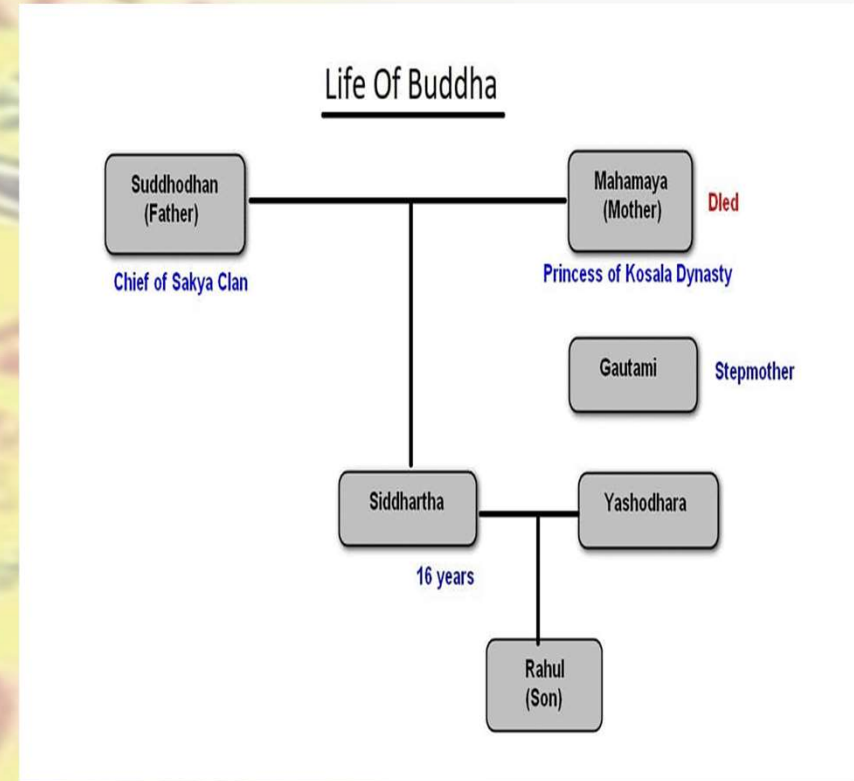 Life Of Buddha
Suddhodhan
(Father)
Chief of Sakya Clan
Mahamaya
(Mother)
Died
Princess of Kosala Dynasty
Gautami
Stepmother
Siddhartha
16 years
Yashodhara
Rahul
(Son)